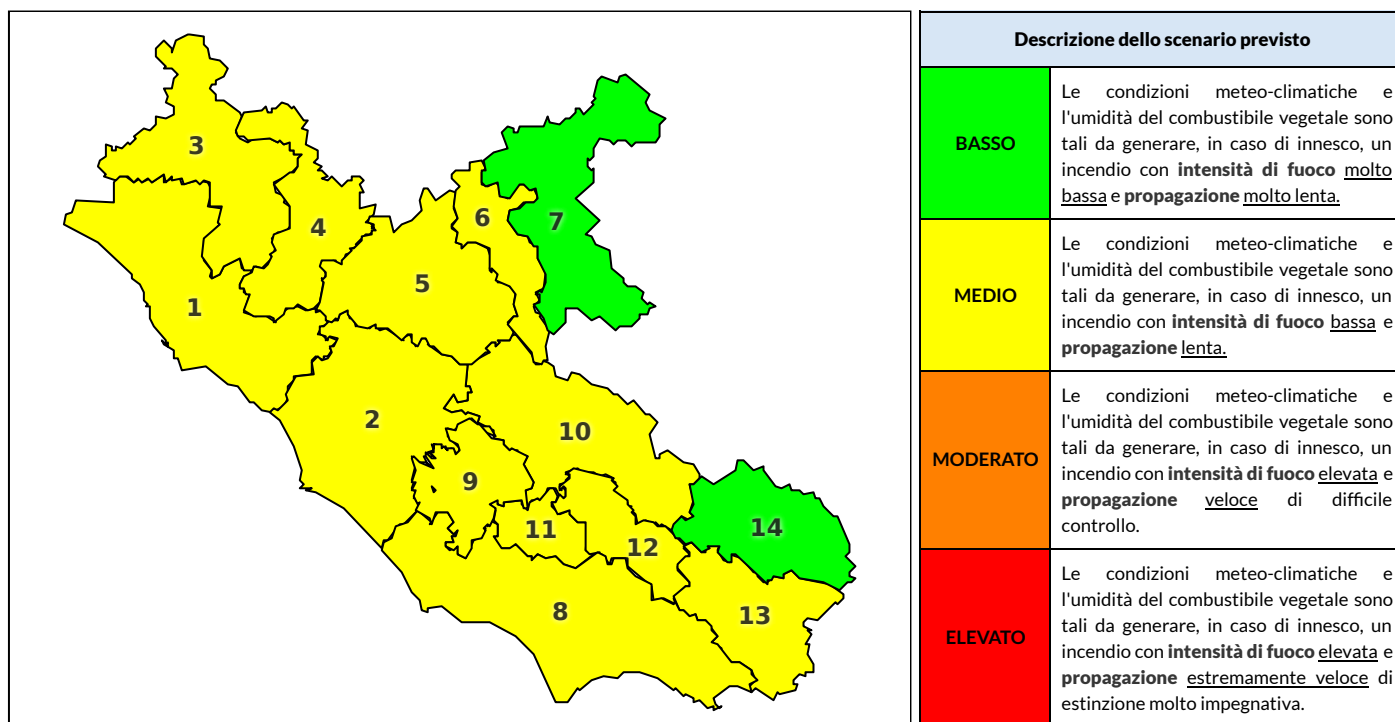 3
4
6
7
5
1
2
10
9
11
12
14
8
13
Descrizione dello scenario previsto
BASSO
Le condizioni meteo-climatiche e
l'umidità del combustibile vegetale sono
tali da generare, in caso di innesco, un
incendio con intensità di fuoco molto
bassa e propagazione molto lenta.
MEDIO
Le condizioni meteo-climatiche e
l'umidità del combustibile vegetale sono
tali da generare, in caso di innesco, un
incendio con intensità di fuoco bassa e
propagazione lenta.
MODERATO
Le condizioni meteo-climatiche e
l'umidità del combustibile vegetale sono
tali da generare, in caso di innesco, un
incendio con intensità di fuoco elevata e
propagazione veloce di difficile
controllo.
ELEVATO
Le condizioni meteo-climatiche e
l'umidità del combustibile vegetale sono
tali da generare, in caso di innesco, un
incendio con intensità di fuoco elevata e
propagazione estremamente veloce di
estinzione molto impegnativa.